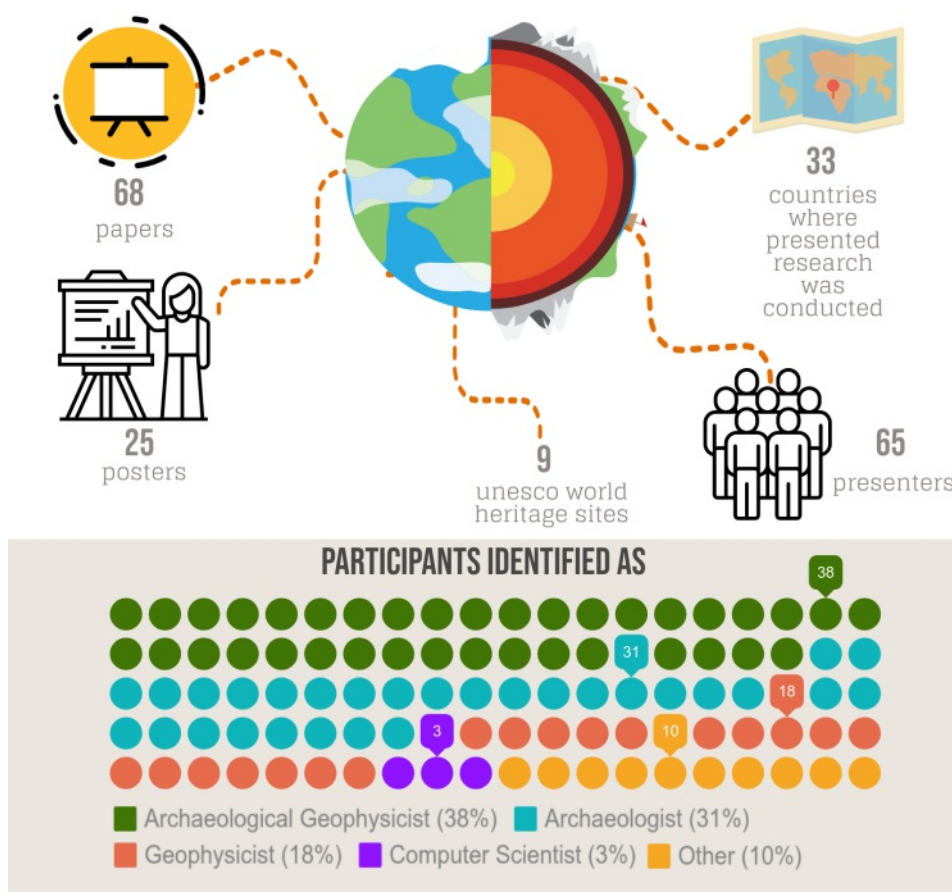 68
papers
25
posters
9
unesco world
heritage sites
33
countries
where
presented
research
was
conducted
65
presenters
PARTICIPANTS IDENTIFIED AS
38
31
18
3
10
Archaeological Geophysicist (38%)
Archaeologist (31%)
Geophysicist (18%)
Computer Scientist (3%)
Other (10%)